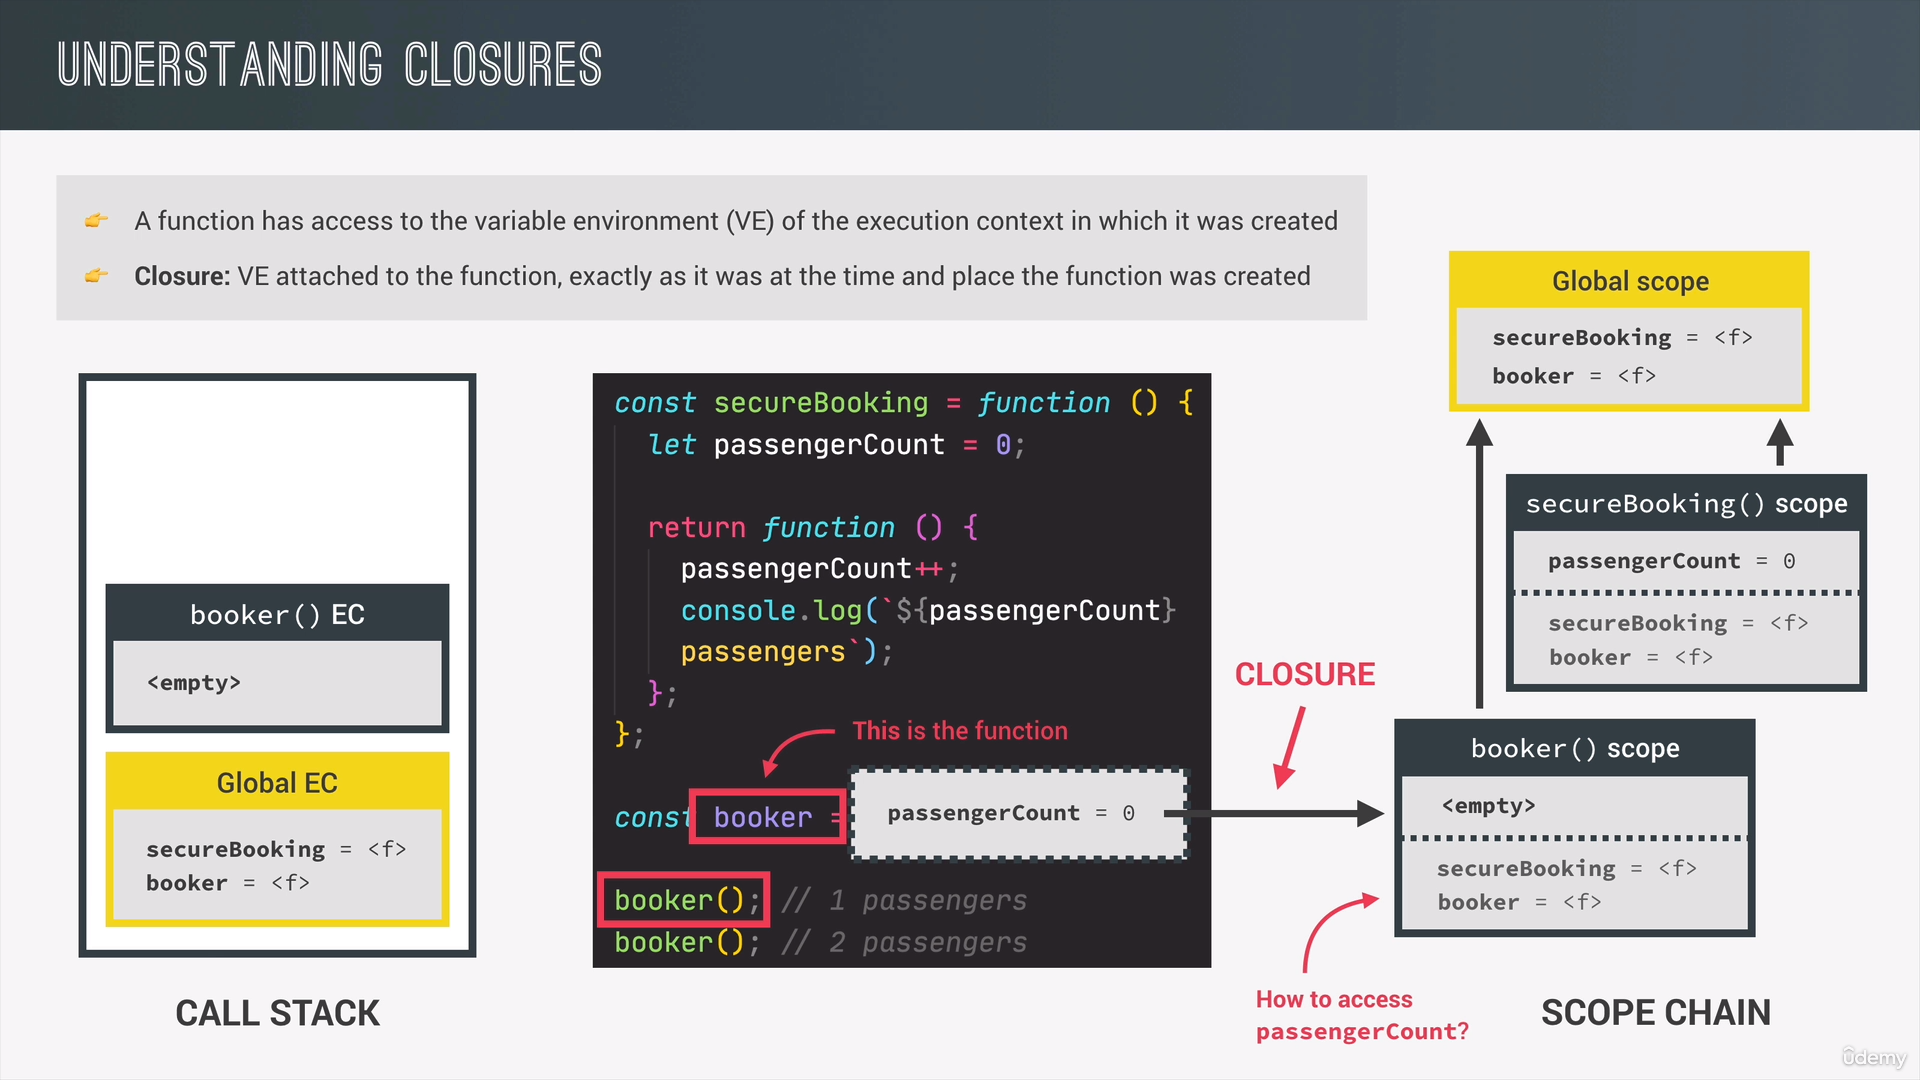 UNDERSTANDING CLOSURES
👉 A function has access to the variable environment (VE) of the execution context in which it was created
👉 Closure: VE attached to the function, exactly as it was at the time and place the function was created
booker() EC
<empty>
Global EC
secureBooking = <f>
booker = <f>
CALL STACK
const secureBooking = function () {
let passengerCount = 0;
return function () {
passengerCount++;
console.log(`${passengerCount}
passengers`);
};
};
This is the function
const booker =
passengerCount = 0
booker(); // 1 passengers
booker(); // 2 passengers
CLOSURE
Global scope
secureBooking = <f>
booker = <f>
secureBooking() scope
passengerCount = 0
secureBooking = <f>
booker = <f>
booker() scope
<empty>
secureBooking = <f>
booker = <f>
How to access
passengerCount?
SCOPE CHAIN
ûdemy